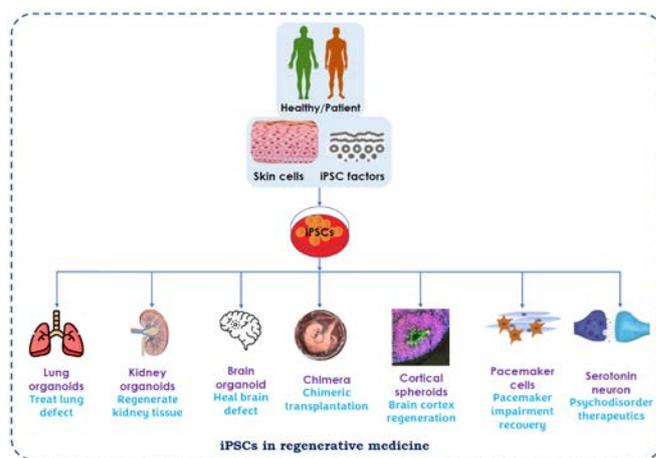 Healthy/Patient
Skin cells
iPSC factors
iPSCs
Lung
organoids
Treat lung
defect
Kidney
organoids
Regenerate
kidney tissue
Brain
organoid
Heal brain
defect
Chimera
Chimeric
transplantation
Cortical
spheroids
Brain cortex
regeneration
Pacemaker
cells
Pacemaker
impairment
recouery
Serotonin
neuron
Psychodisorder
therapeutics
iPSCs in regenerative medicine